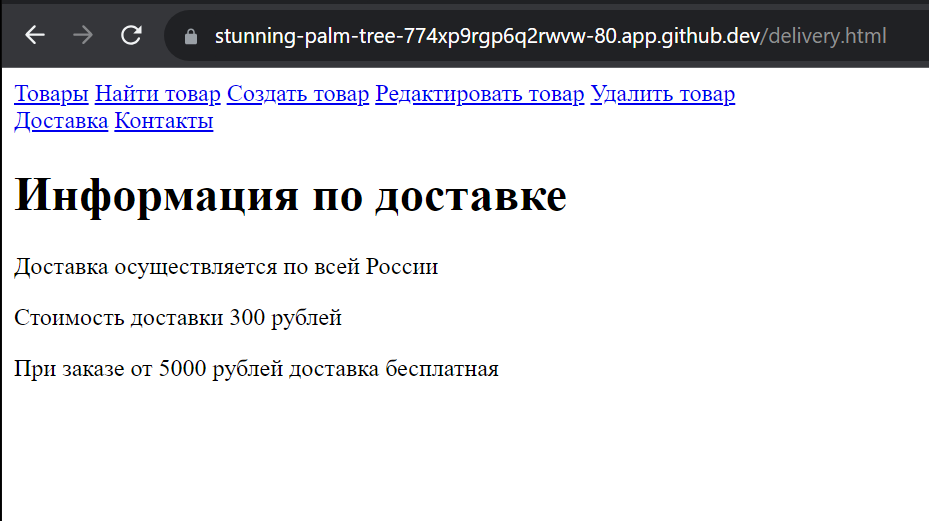 stunning-palm-tree-774xp9rgp6q2rwvw-80.app.github.dev/delivery.html
Товары Найти товар Создать товар Редактировать товар Удалить товар
Доставка Контакты
Информация по доставке
Доставка осуществляется по всей России
Стоимость доставки 300 рублей
При заказе от 5000 рублей доставка бесплатная